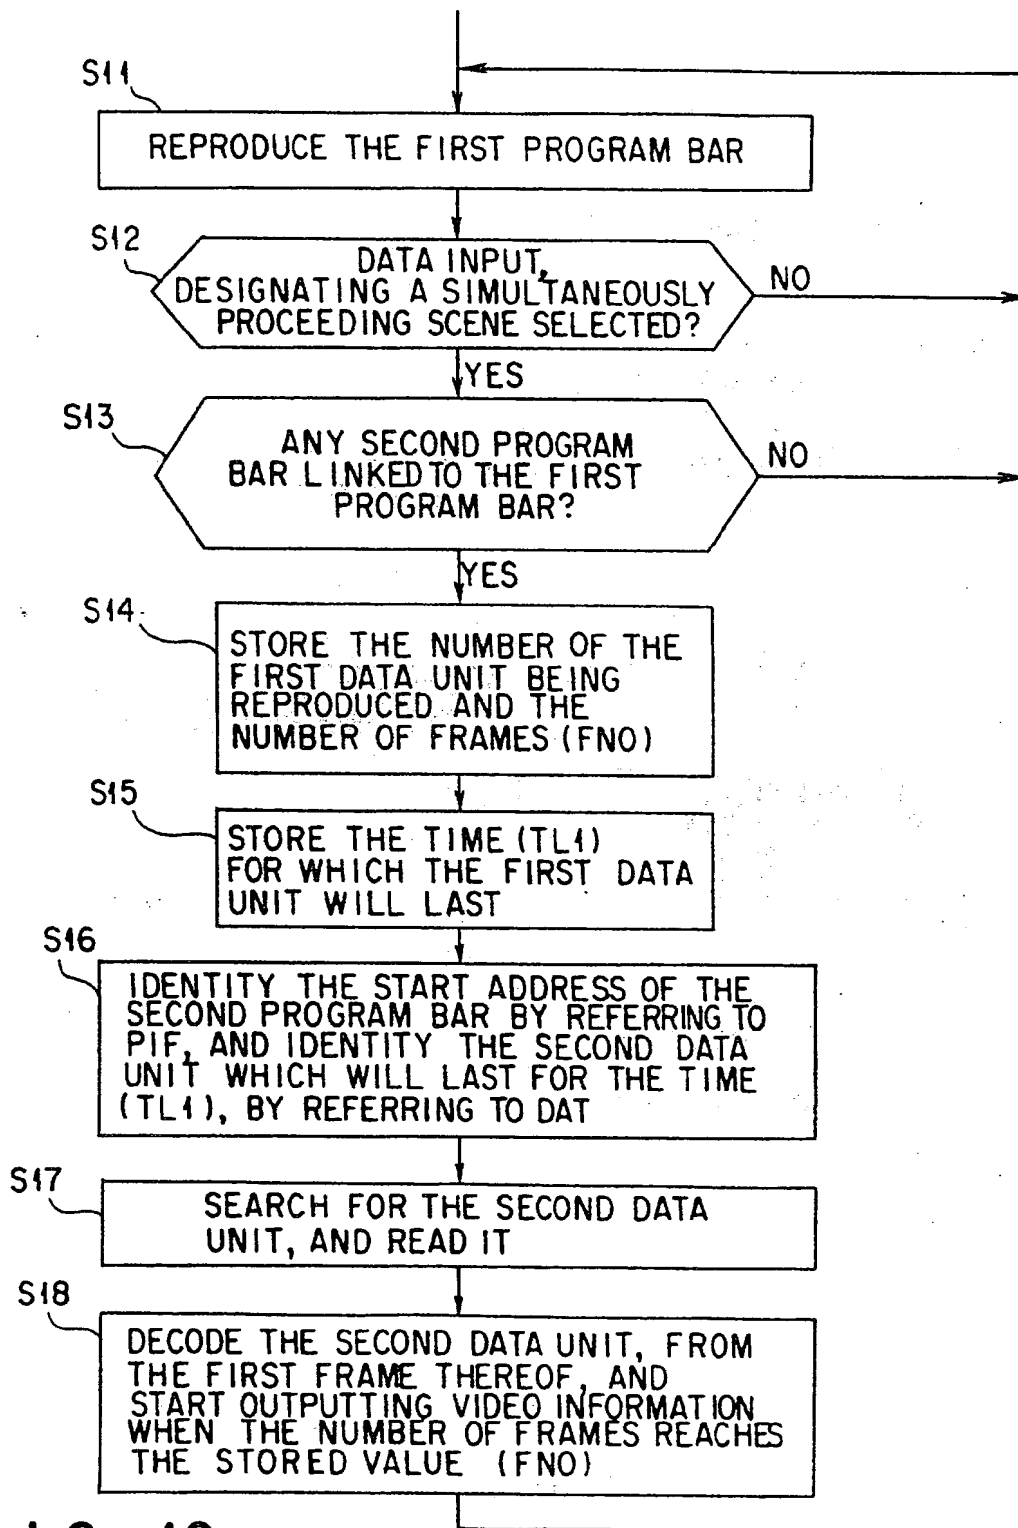 S11
REPRODUCE THE FIRST PROGRAM BAR
S12
DATA INPUT,
DESIGNATING A SIMULTANEOUSLY
PROCEEDING SCENE SELECTED?
NO
YES
S13
ANY SECOND PROGRAM
BAR LINKED TO THE FIRST
PROGRAM BAR?
NO
YES
S14
STORE THE NUMBER OF THE
FIRST DATA UNIT BEING
REPRODUCED AND THE
NUMBER OF FRAMES (FNO)
S15
STORE THE TIME (TL1)
FOR WHICH THE FIRST DATA
UNIT WILL LAST
S16
IDENTITY THE START ADDRESS OF THE
SECOND PROGRAM BAR BY REFERRING TO
PIF, AND IDENTITY THE SECOND DATA
UNIT WHICH WILL LAST FOR THE TIME
(TL1), BY REFERRING TO DAT
S17
SEARCH FOR THE SECOND DATA
UNIT, AND READ IT
S18
DECODE THE SECOND DATA UNIT, FROM
THE FIRST FRAME THEREOF, AND
START OUTPUTTING VIDEO INFORMATION
WHEN THE NUMBER OF FRAMES REACHES
THE STORED VALUE (FNO)